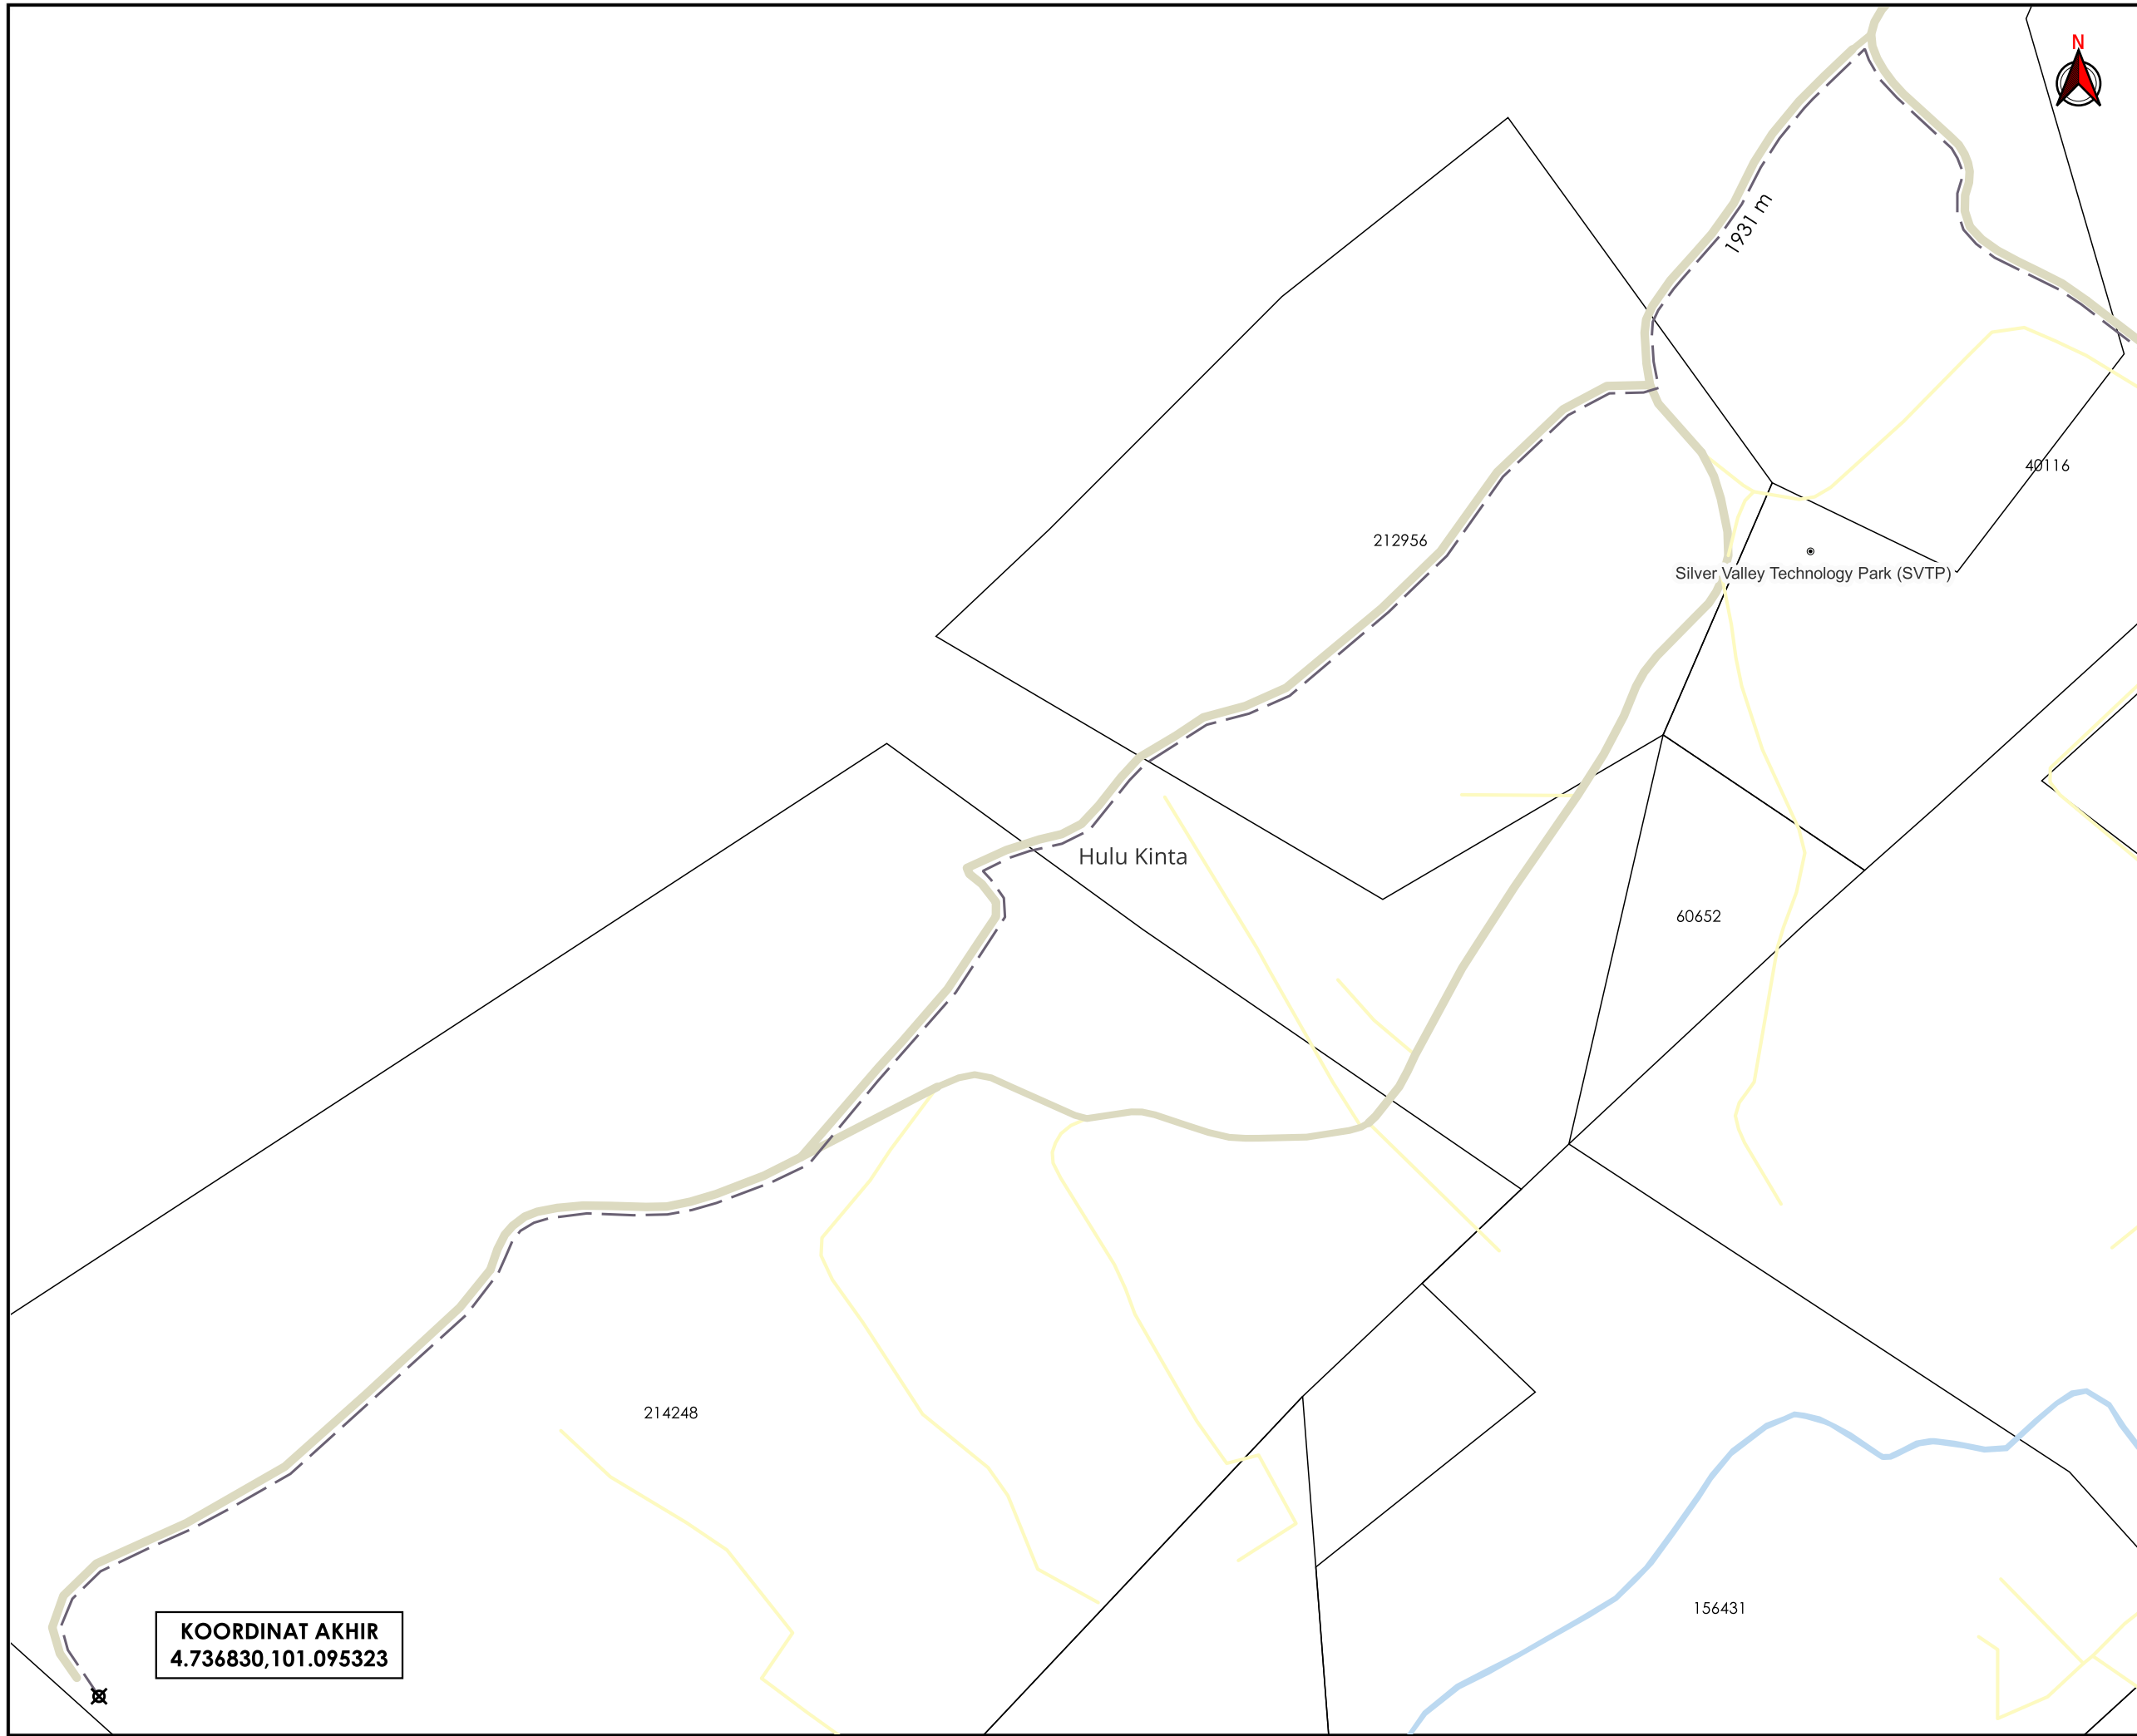 N
1931 m
40116
212956
Silver Valley Technology Park (SVTP)
Hulu Kinta
60652
214248
156431
KOORDINAT AKHIR
4.736830,101.095323